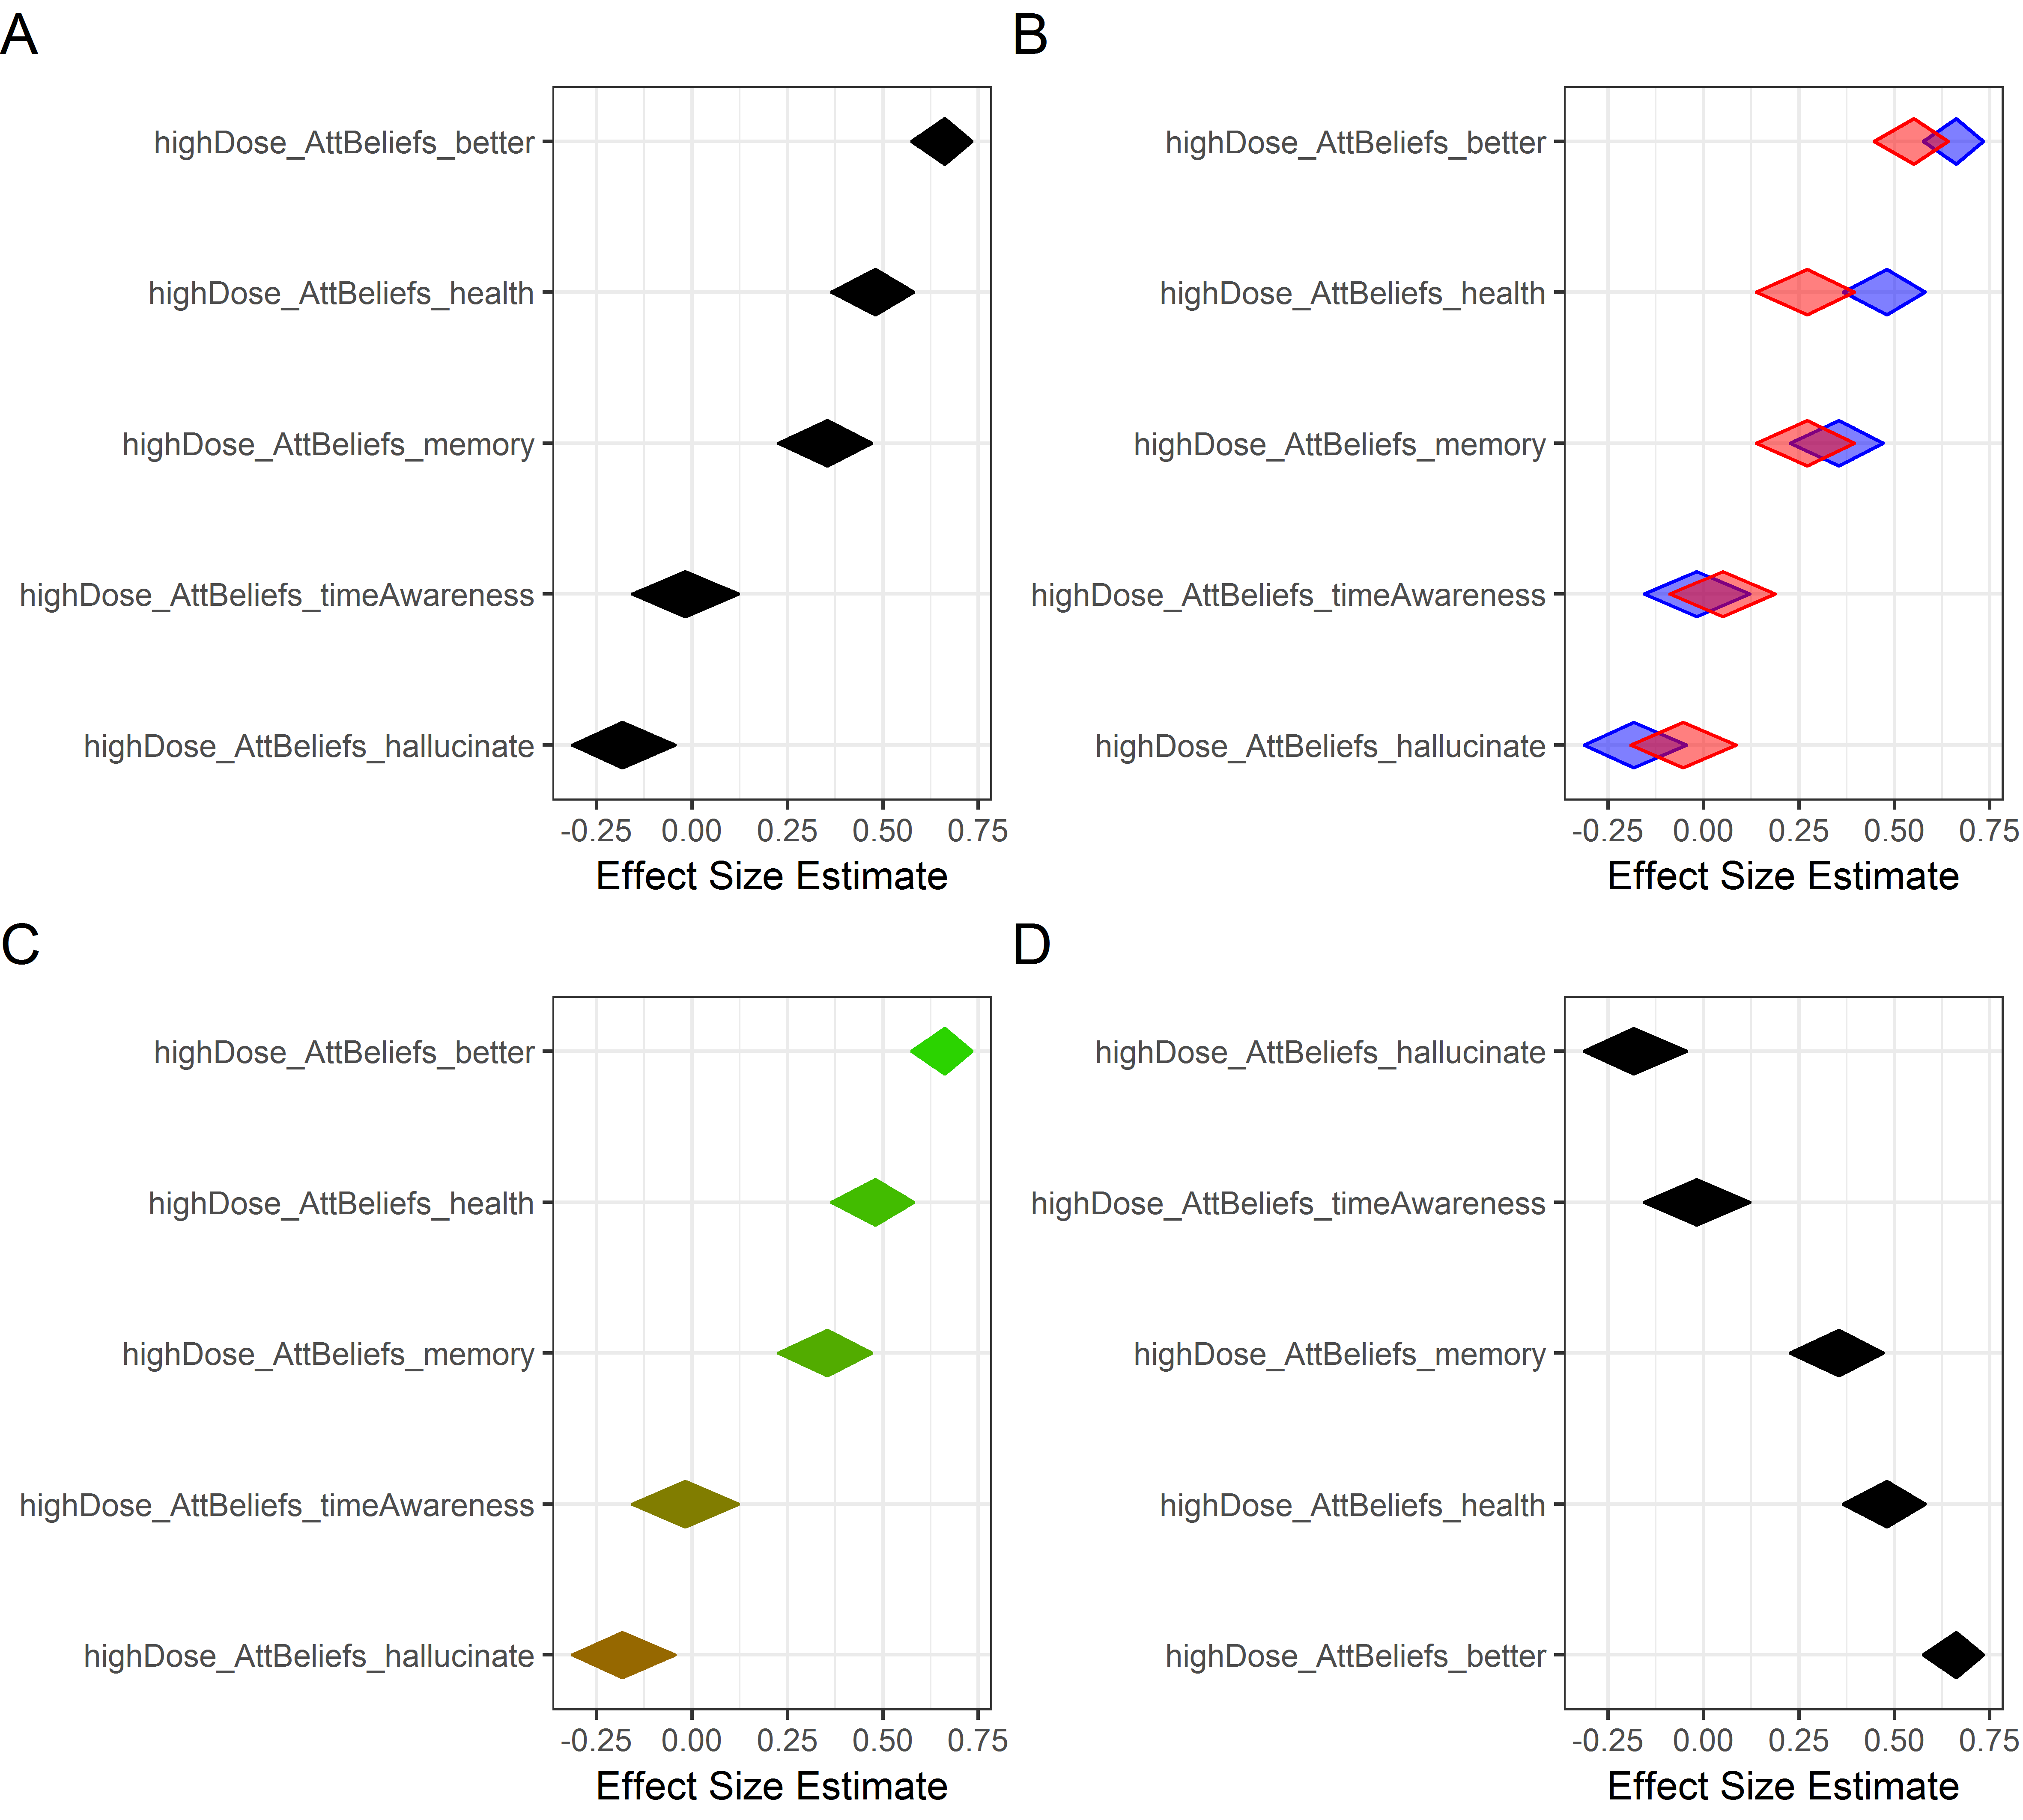 A
highDose_AttBeliefs_better
highDose_AttBeliefs_health
highDose_AttBeliefs_memory
highDose_AttBeliefs_timeAwareness
highDose_AttBeliefs_hallucinate
-0.25 0.00 0.25 0.50 0.75
Effect Size Estimate
B
highDose_AttBeliefs_better
highDose_AttBeliefs_health
highDose_AttBeliefs_memory
highDose_AttBeliefs_timeAwareness
highDose_AttBeliefs_hallucinate
-0.25 0.00 0.25 0.50 0.75
Effect Size Estimate
C
highDose_AttBeliefs_better
highDose_AttBeliefs_health
highDose_AttBeliefs_memory
highDose_AttBeliefs_timeAwareness
highDose_AttBeliefs_hallucinate
-0.25 0.00 0.25 0.50 0.75
Effect Size Estimate
D
highDose_AttBeliefs_hallucinate
highDose_AttBeliefs_timeAwareness
highDose_AttBeliefs_memory
highDose_AttBeliefs_health
highDose_AttBeliefs_better
-0.25 0.00 0.25 0.50 0.75
Effect Size Estimate